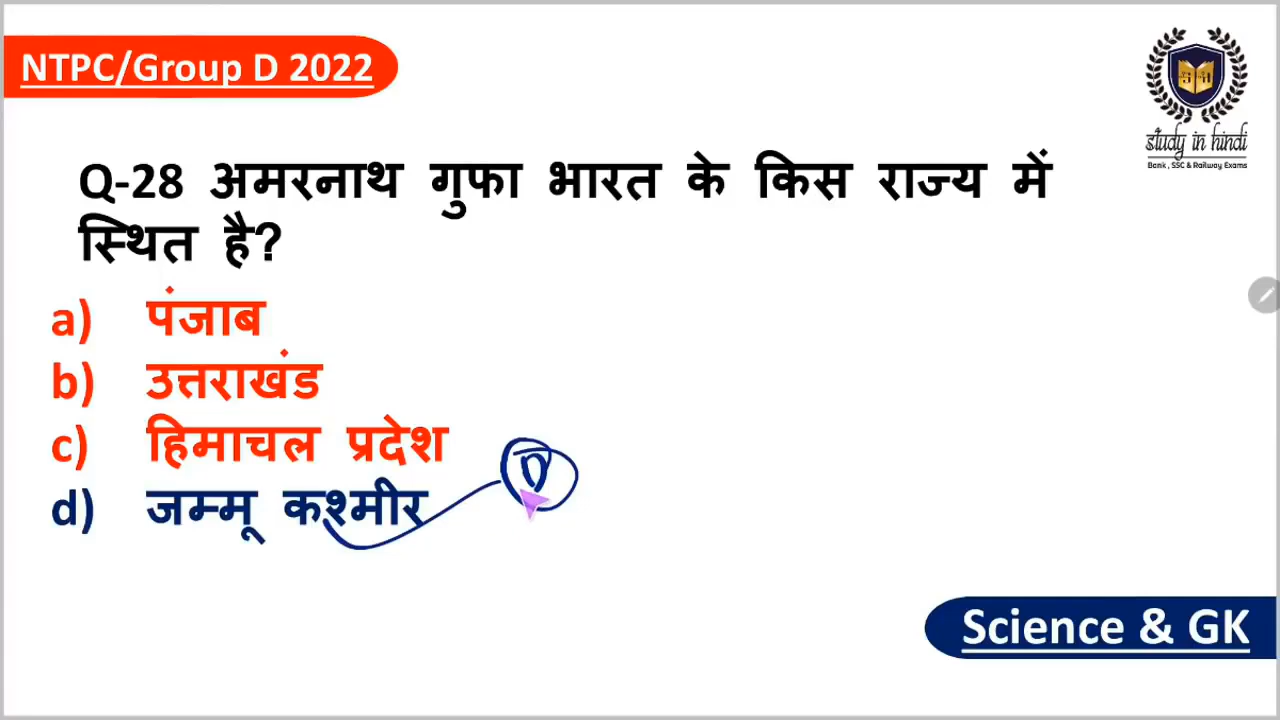 NTPC/Group D 2022
study in hindi
Bank , SSC & Railway Exams
Q-28 अमरनाथ गुफा भारत के किस राज्य में
स्थित है?
a) पंजाब
b) उत्तराखंड
c) हिमाचल प्रदेश
d) जम्मू कश्मीर
D
Science & GK